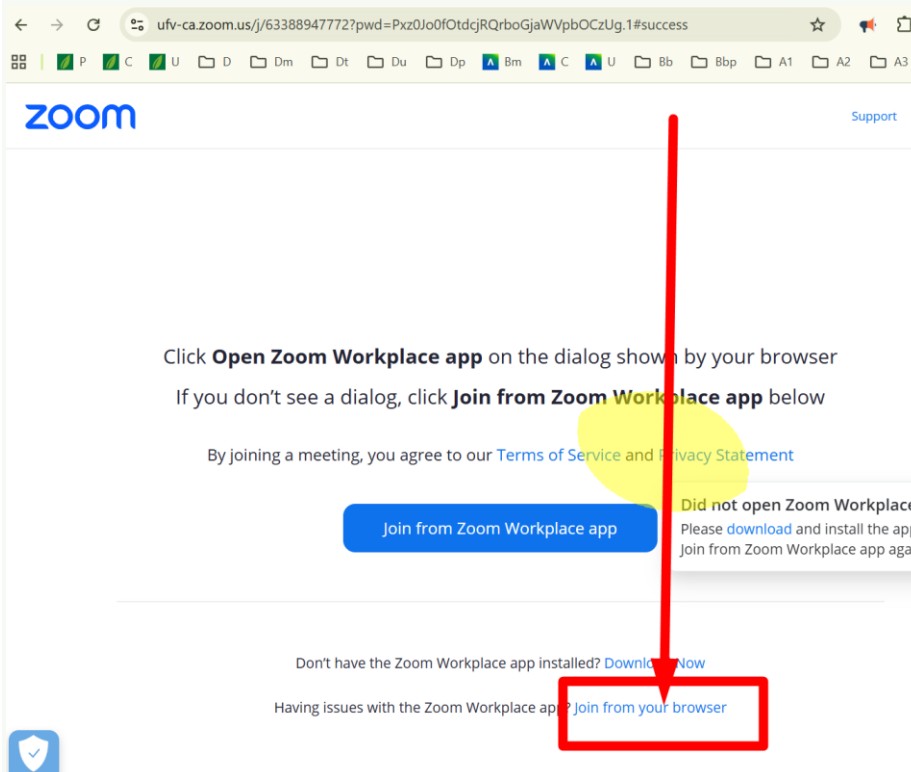 ufv-ca.zoom.us/j/63388947772?pwd=Pxz0Jo0fOtdcjRQrboGjaWVpbOCzUg.1#success
P C U D Dm Dt Du Dp Bm C U Bb Bbp A1 A2 A3
zoom Support
Click Open Zoom Workplace app on the dialog shown by your browser
If you don't see a dialog, click Join from Zoom Workplace app below
By joining a meeting, you agree to our Terms of Service and Privacy Statement
Did not open Zoom Workplace
Please download and install the app
Join from Zoom Workplace app aga
Join from Zoom Workplace app
Don't have the Zoom Workplace app installed? Download Now
Having issues with the Zoom Workplace app? Join from your browser